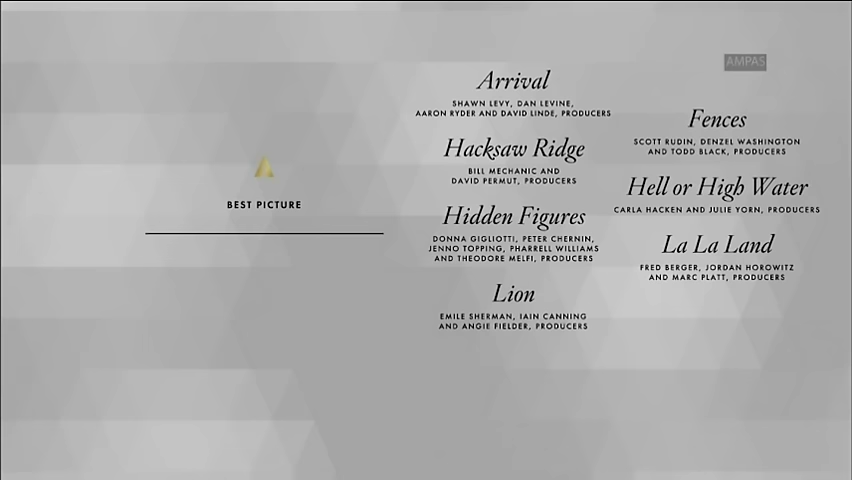 AMPAS
BEST PICTURE
Arrival
SHAWN LEVY, DAN LEVINE,
AARON RYDER AND DAVID LINDE, PRODUCERS
Hacksaw Ridge
BILL MECHANIC AND
DAVID PERMUT, PRODUCERS
Hidden Figures
DONNA GIGLIOTTI, PETER CHERNIN,
JENNO TOPPING, PHARRELL WILLIAMS
AND THEODORE MELFI, PRODUCERS
Lion
EMILE SHERMAN, IAIN CANNING
AND ANGIE FIELDER, PRODUCERS
Fences
SCOTT RUDIN, DENZEL WASHINGTON
AND TODD BLACK, PRODUCERS
Hell or High Water
CARLA HACKEN AND JULIE YORN, PRODUCERS
La La Land
FRED BERGER, JORDAN HOROWITZ
AND MARC PLATT, PRODUCERS